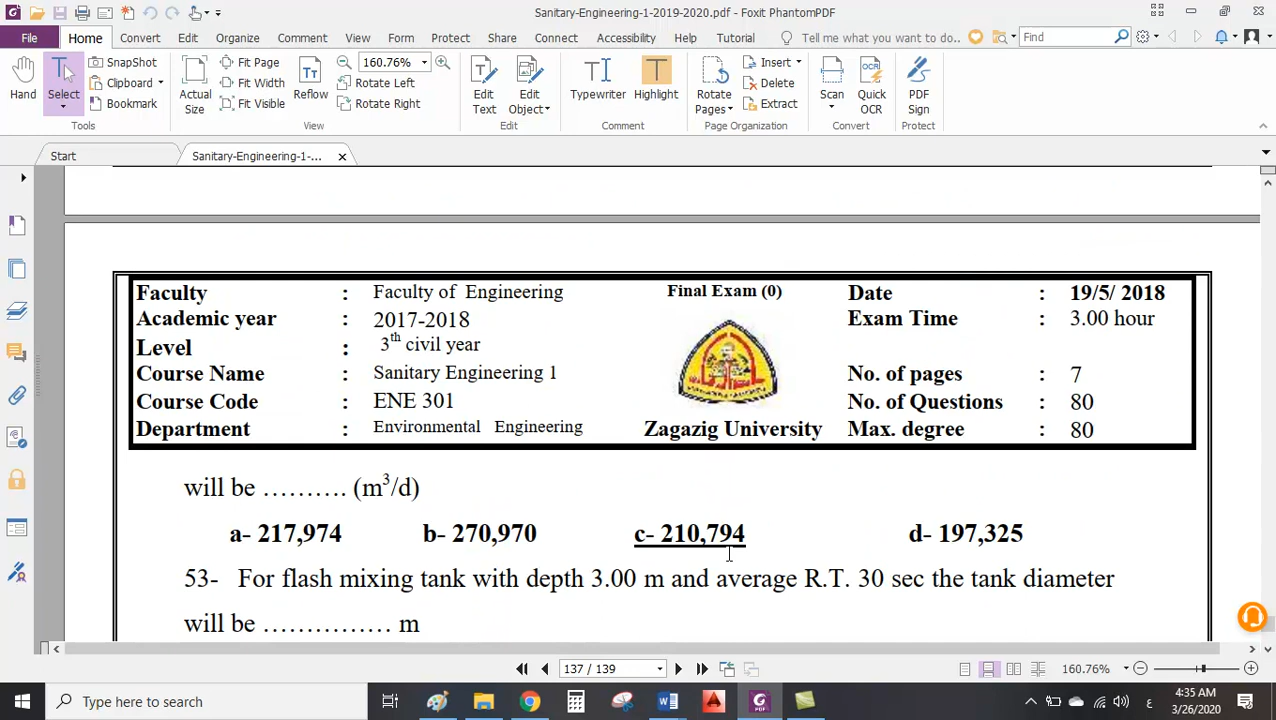 Sanitary-Engineering-1-2019-2020.pdf - Foxit PhantomPDF
File Home Convert Edit Organize Comment View Form Protect Share Connect Accessibility Help Tutorial Tell me what you want to do... Find
Hand
Select
SnapShot
Clipboard
Bookmark
Tools
Actual Size
Fit Page
Fit Width
Fit Visible
Reflow
160.76%
Rotate Left
Rotate Right
View
Edit Text
Edit Object
Edit
Typewriter
Highlight
Comment
Rotate Pages
Insert
Delete
Extract
Page Organization
Scan
Quick OCR
Convert
PDF Sign
Protect
Start
Sanitary-Engineering-1-...
Faculty : Faculty of Engineering
Academic year : 2017-2018
Level : 3th civil year
Course Name : Sanitary Engineering 1
Course Code : ENE 301
Department : Environmental Engineering
Final Exam (0)
Zagazig University
Date : 19/5/ 2018
Exam Time : 3.00 hour
No. of pages : 7
No. of Questions : 80
Max. degree : 80
will be ………. (m3/d)
a- 217,974 b- 270,970 c- 210,794 d- 197,325
53- For flash mixing tank with depth 3.00 m and average R.T. 30 sec the tank diameter
will be …………… m
137 / 139
160.76%
Type here to search
ع
4:35 AM
3/26/2020